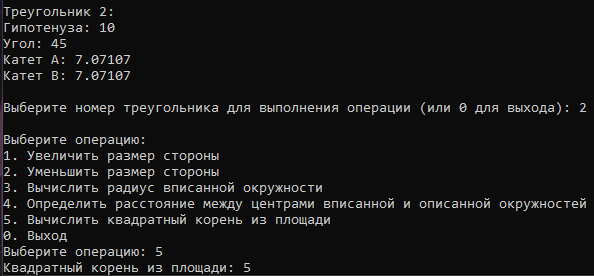 Треугольник 2:
Гипотенуза: 10
Угол: 45
Катет A: 7.07107
Катет B: 7.07107
Выберите номер треугольника для выполнения операции (или 0 для выхода): 2
Выберите операцию:
1. Увеличить размер стороны
2. Уменьшить размер стороны
3. Вычислить радиус вписанной окружности
4. Определить расстояние между центрами вписанной и описанной окружностей
5. Вычислить квадратный корень из площади
0. Выход
Выберите операцию: 5
Квадратный корень из площади: 5